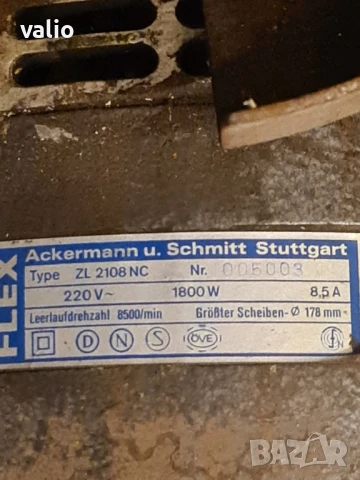 valio
FLEX
Ackermann u. Schmitt Stuttgart
Type ZL 2108 NC Nr. 005003
220 V~ 1800 W 8,5 A
Leerlaufdrehzahl 8500/min Größter Scheiben-Ø 178 mm
D N S ÖVE
BAZAR